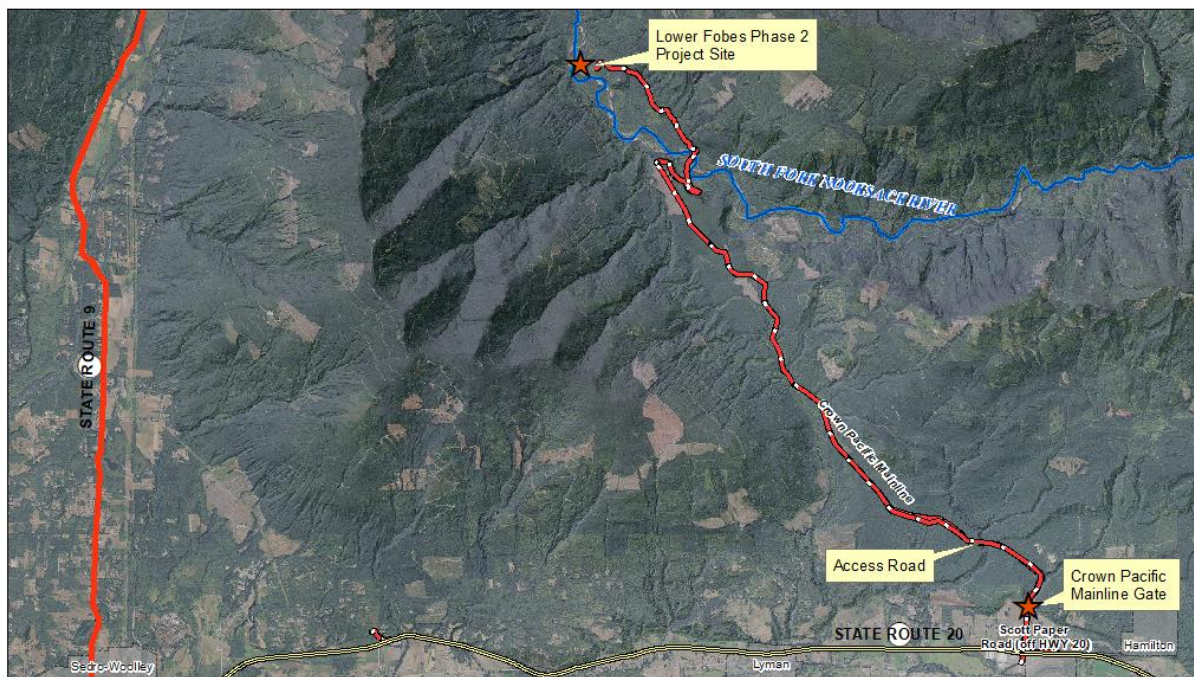 Lower Fobes Phase 2
Project Site
SOUTH FORK NOOKSACK RIVER
STATE ROUTE 9
Crown Pacific Mainline
Access Road
Crown Pacific
Mainline Gate
STATE ROUTE 20
Scott Paper
Road (off HWY 20)
Hamilton
Sedro-Woolley
Lyman